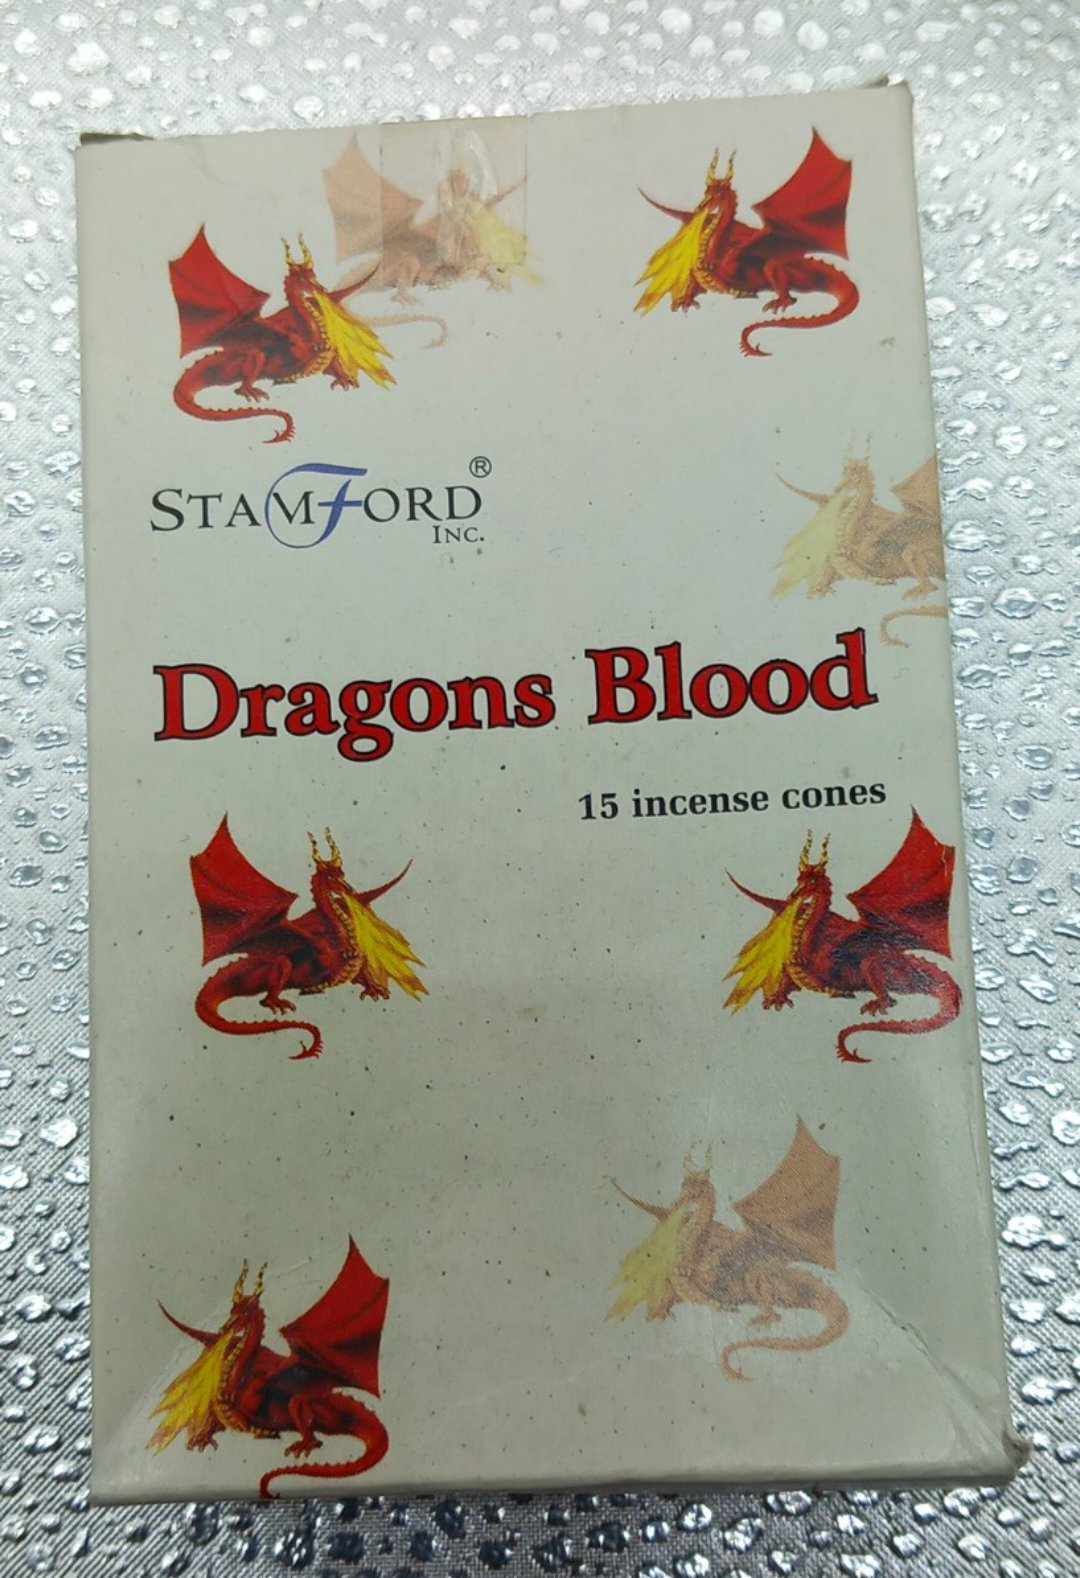 STAMFORD®
INC.
Dragons Blood
15 incense cones